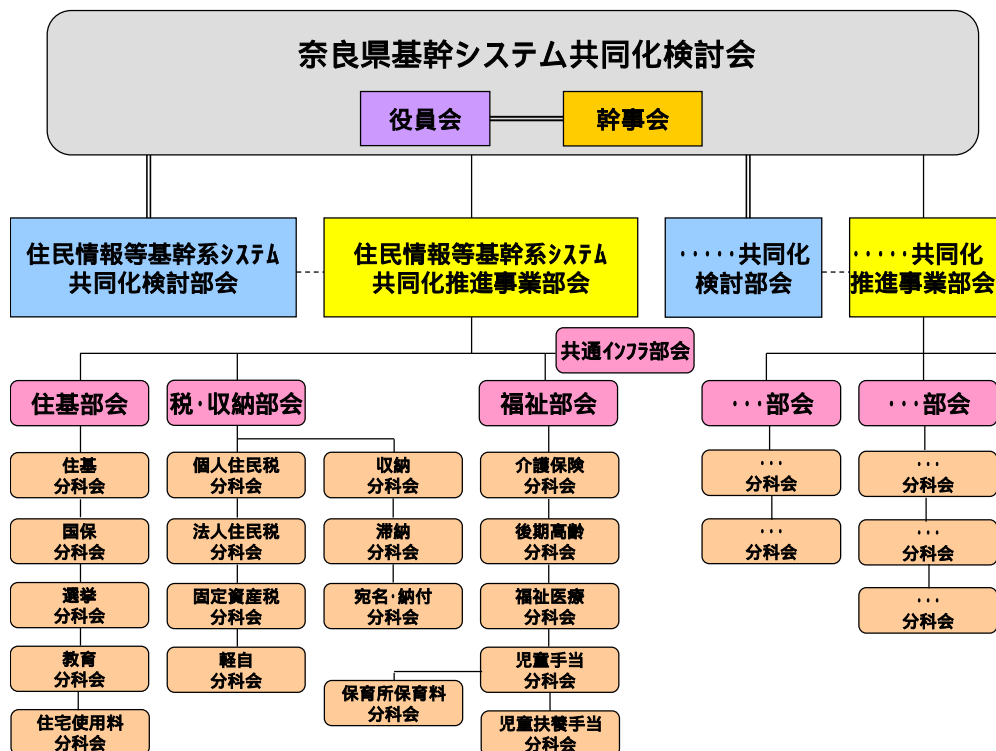 奈良県基幹システム共同化検討会
役員会
幹事会
住民情報等基幹系システム
共同化検討部会
住民情報等基幹系システム
共同化推進事業部会
・・・・・共同化
検討部会
・・・・・共同化
推進事業部会
共通インフラ部会
住基部会
税・収納部会
福祉部会
・・・部会
・・・部会
住基
分科会
国保
分科会
選挙
分科会
教育
分科会
住宅使用料
分科会
個人住民税
分科会
法人住民税
分科会
固定資産税
分科会
軽自
分科会
収納
分科会
滞納
分科会
宛名・納付
分科会
保育所保育料
分科会
介護保険
分科会
後期高齢
分科会
福祉医療
分科会
児童手当
分科会
児童扶養手当
分科会
・・・
分科会
・・・
分科会
・・・
分科会
・・・
分科会
・・・
分科会